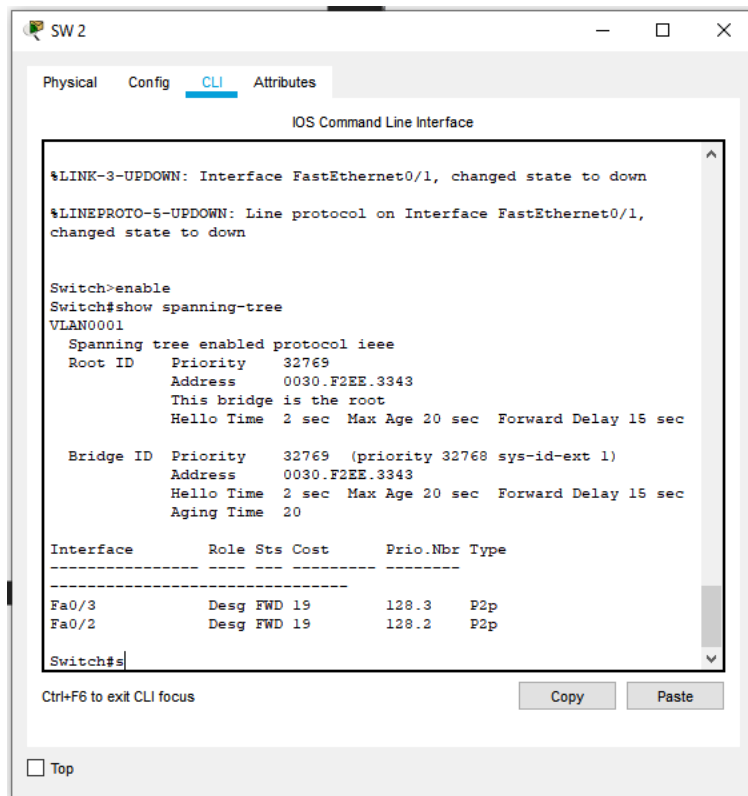 SW 2
Physical Config CLI Attributes
IOS Command Line Interface
%LINK-3-UPDOWN: Interface FastEthernet0/1, changed state to down
%LINEPROTO-5-UPDOWN: Line protocol on Interface FastEthernet0/1,
changed state to down
Switch>enable
Switch#show spanning-tree
VLAN0001
  Spanning tree enabled protocol ieee
  Root ID    Priority    32769
             Address     0030.F2EE.3343
             This bridge is the root
             Hello Time  2 sec  Max Age 20 sec  Forward Delay 15 sec
  Bridge ID  Priority    32769  (priority 32768 sys-id-ext 1)
             Address     0030.F2EE.3343
             Hello Time  2 sec  Max Age 20 sec  Forward Delay 15 sec
             Aging Time  20
Interface        Role Sts Cost      Prio.Nbr Type
---------------- ---- --- --------- --------
--------------------------------
Fa0/3            Desg FWD 19        128.3    P2p
Fa0/2            Desg FWD 19        128.2    P2p
Switch#s
Ctrl+F6 to exit CLI focus
Copy Paste
Top